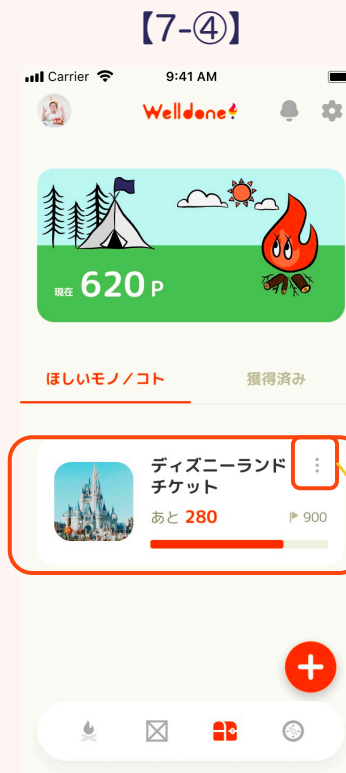 【7-④】
Carrier 9:41 AM
Welldone!
現在 620 P
ほしいモノ／コト 獲得済み
ディズニーランド
チケット
あと 280 900